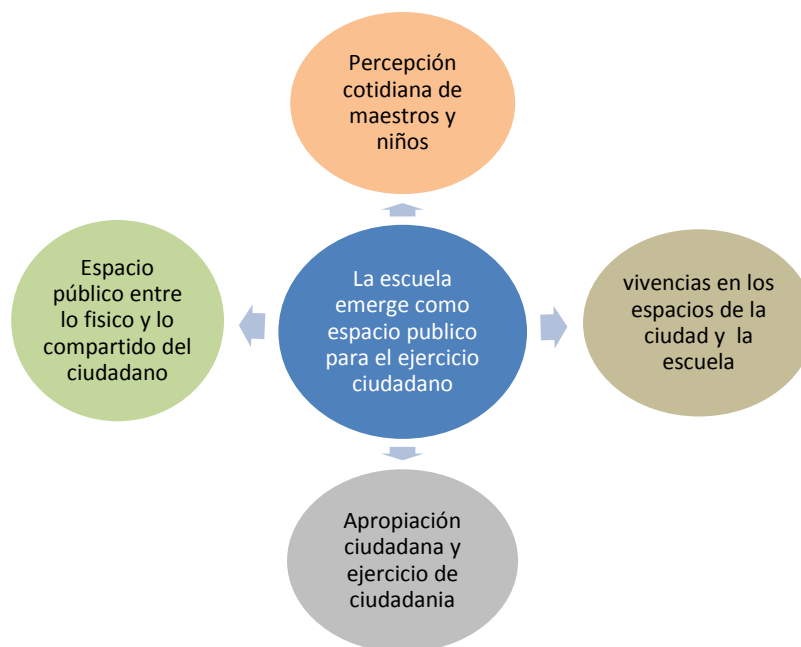 Percepción
cotidiana de
maestros y
niños
Espacio
público entre
lo fisico y lo
compartido del
ciudadano
La escuela
emerge como
espacio publico
para el ejercicio
ciudadano
vivencias en los
espacios de la
ciudad y la
escuela
Apropiación
ciudadana y
ejercicio de
ciudadania